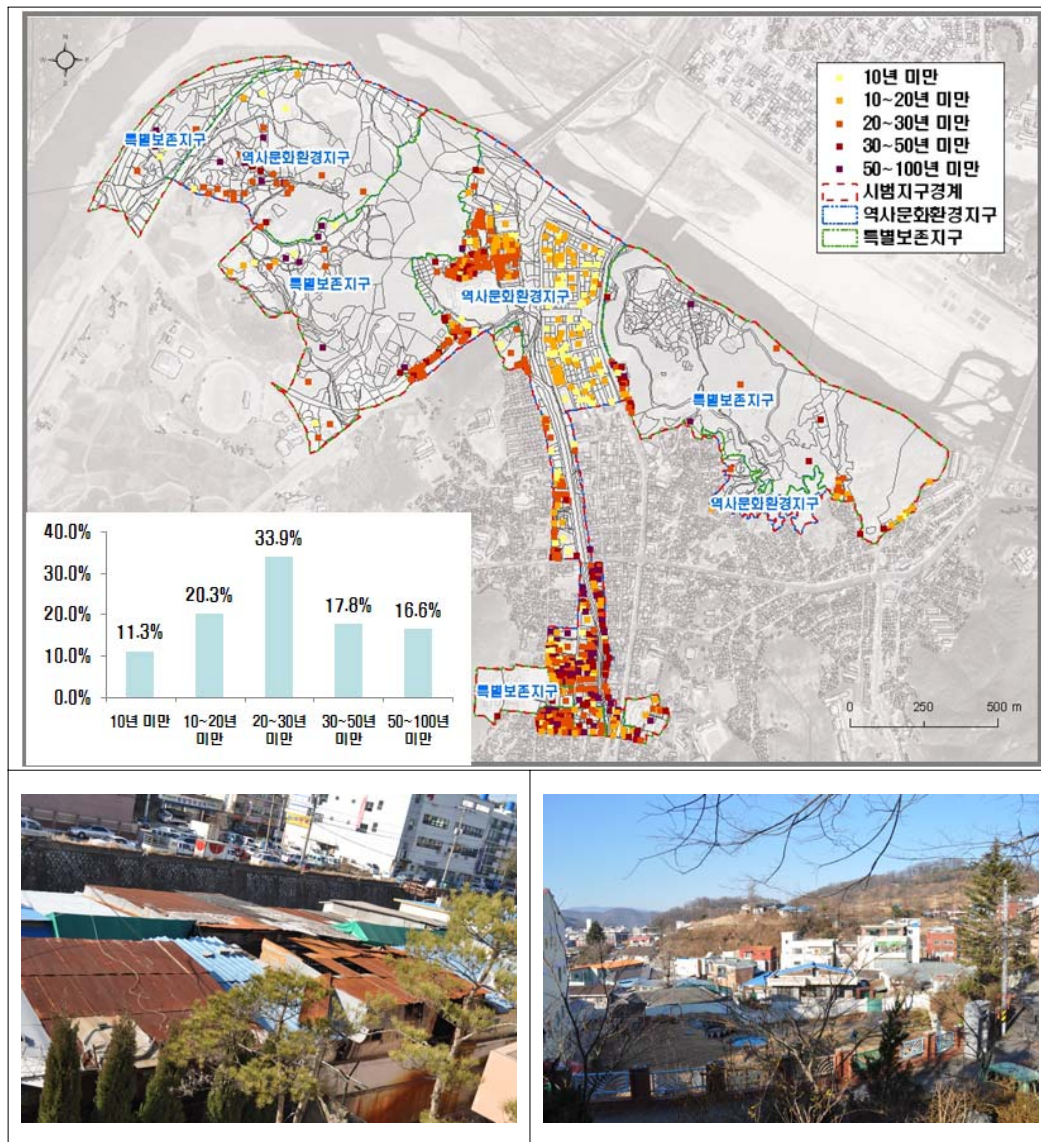 N
W E
S
10년 미만
10~20년 미만
20~30년 미만
30~50년 미만
50~100년 미만
시범지구경계
역사문화환경지구
특별보존지구
특별보존지구
역사문화환경지구
특별보존지구
역사문화환경지구
특별보존지구
역사문화환경지구
특별보존지구
0 250 500 m
40.0%
30.0%
20.0%
10.0%
0.0%
11.3%
20.3%
33.9%
17.8%
16.6%
10년 미만
10~20년
미만
20~30년
미만
30~50년
미만
50~100년
미만